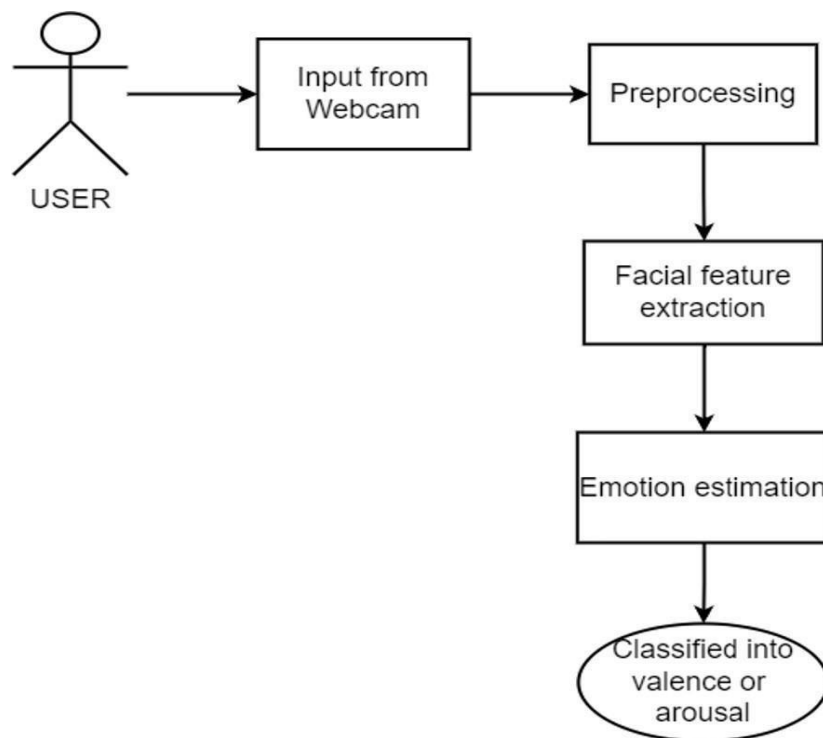 USER
Input from
Webcam
Preprocessing
Facial feature
extraction
Emotion estimation
Classified into
valence or
arousal